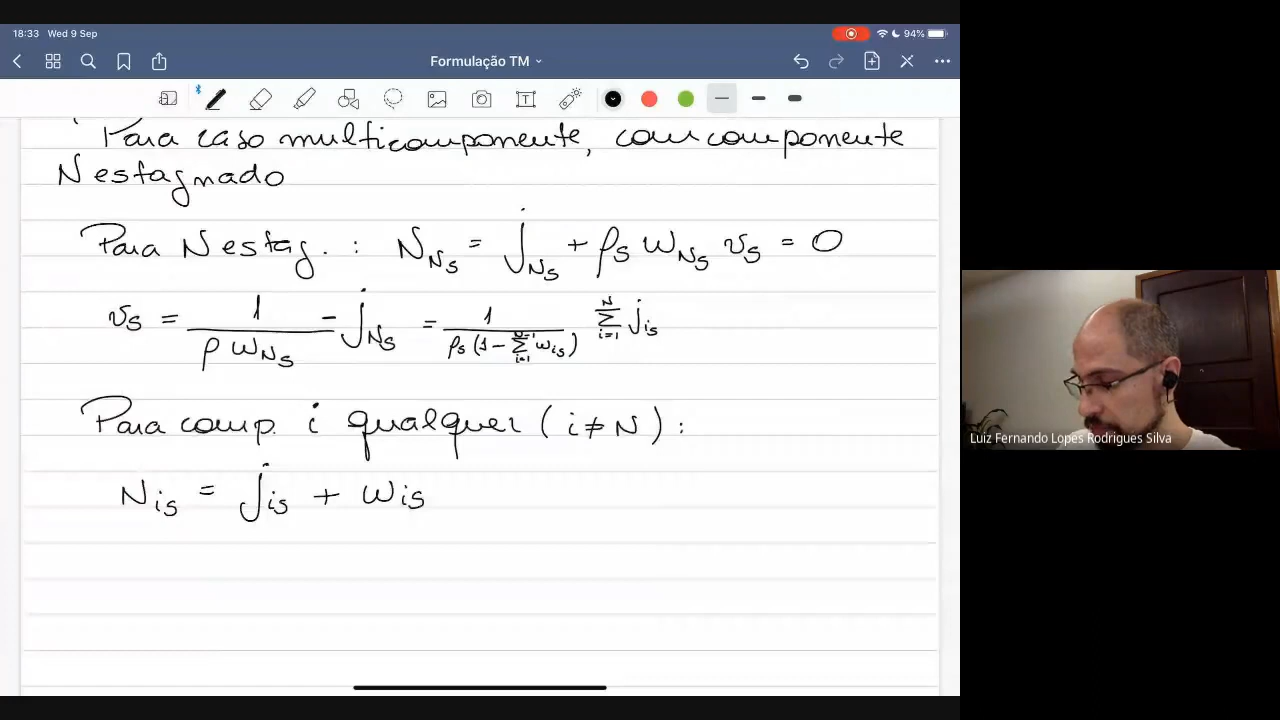 18:33 Wed 9 Sep 94%
Formulação TM
Para caso multicomponente, com componente
N estagnado
Para N estag. : N_{N_S} = j_{N_S} + ρ_S ω_{N_S} v_S = 0
v_S = 1 / (ρ ω_{N_S}) - j_{N_S} = 1 / (ρ_S (1 - Σ_{i=1}^{N-1} ω_{iS})) Σ_{i=1}^{N} j_{iS}
Para comp. i qualquer (i ≠ N) :
N_{iS} = j_{iS} + ω_{iS}
Luiz Fernando Lopes Rodrigues Silva